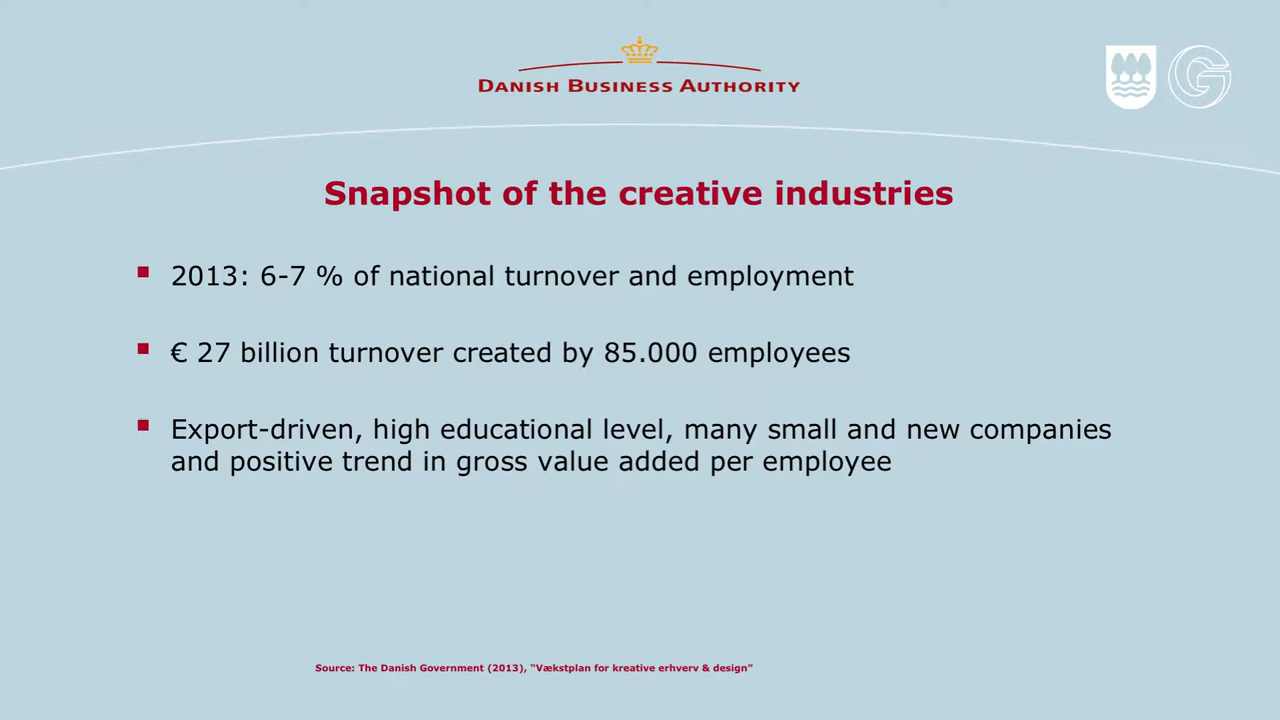 DANISH BUSINESS AUTHORITY
G
Snapshot of the creative industries
2013: 6-7 % of national turnover and employment
€ 27 billion turnover created by 85.000 employees
Export-driven, high educational level, many small and new companies
and positive trend in gross value added per employee
Source: The Danish Government (2013), “Vækstplan for kreative erhverv & design”